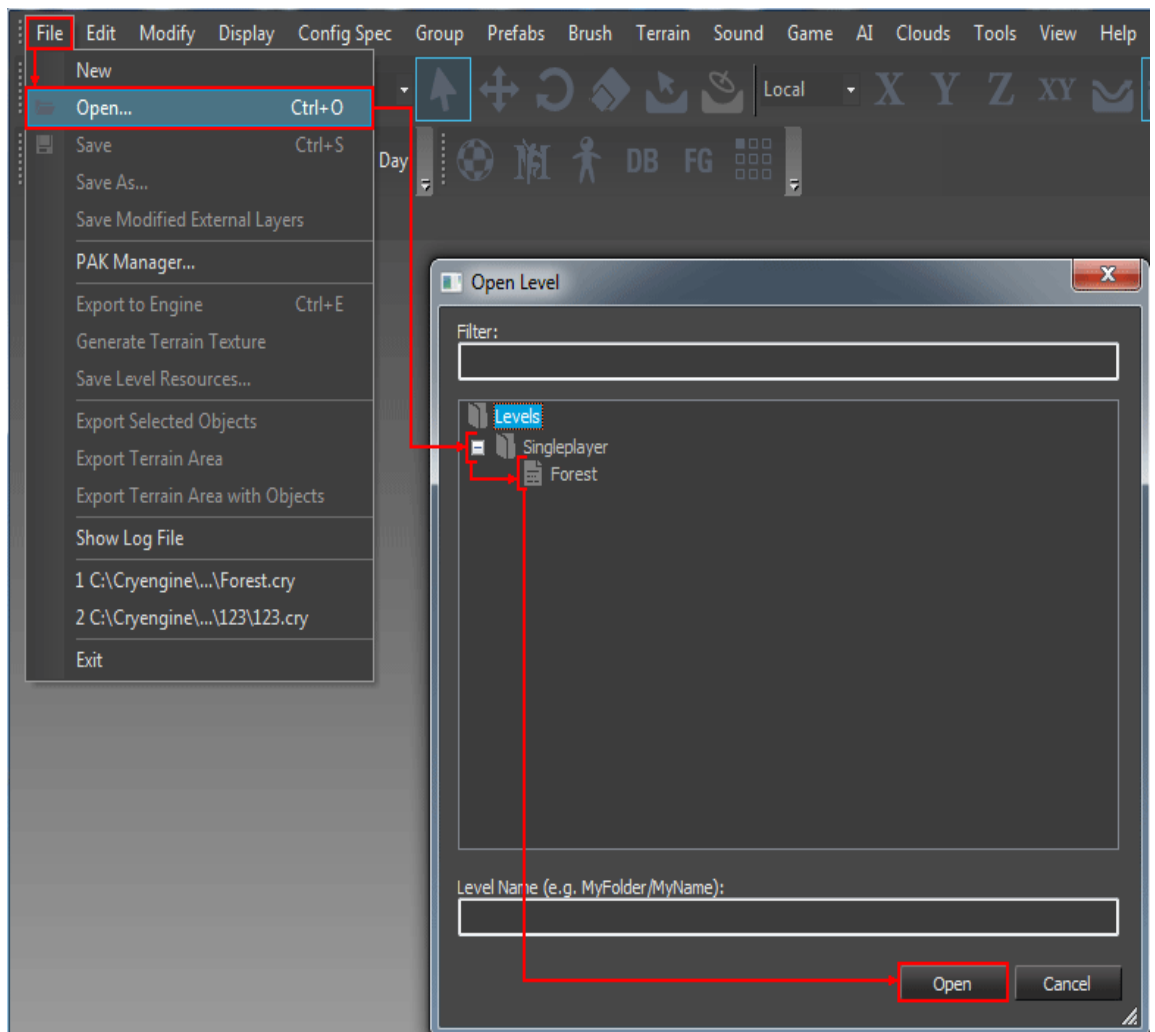 File Edit Modify Display Config Spec Group Prefabs Brush Terrain Sound Game AI Clouds Tools View Help
New
Open... Ctrl+O
Save Ctrl+S
Save As...
Save Modified External Layers
PAK Manager...
Export to Engine Ctrl+E
Generate Terrain Texture
Save Level Resources...
Export Selected Objects
Export Terrain Area
Export Terrain Area with Objects
Show Log File
1 C:\Cryengine\...\Forest.cry
2 C:\Cryengine\...\123\123.cry
Exit
Local X Y Z XY
Day DB FG
Open Level X
Filter:
Levels
Singleplayer
Forest
Level Name (e.g. MyFolder/MyName):
Open Cancel